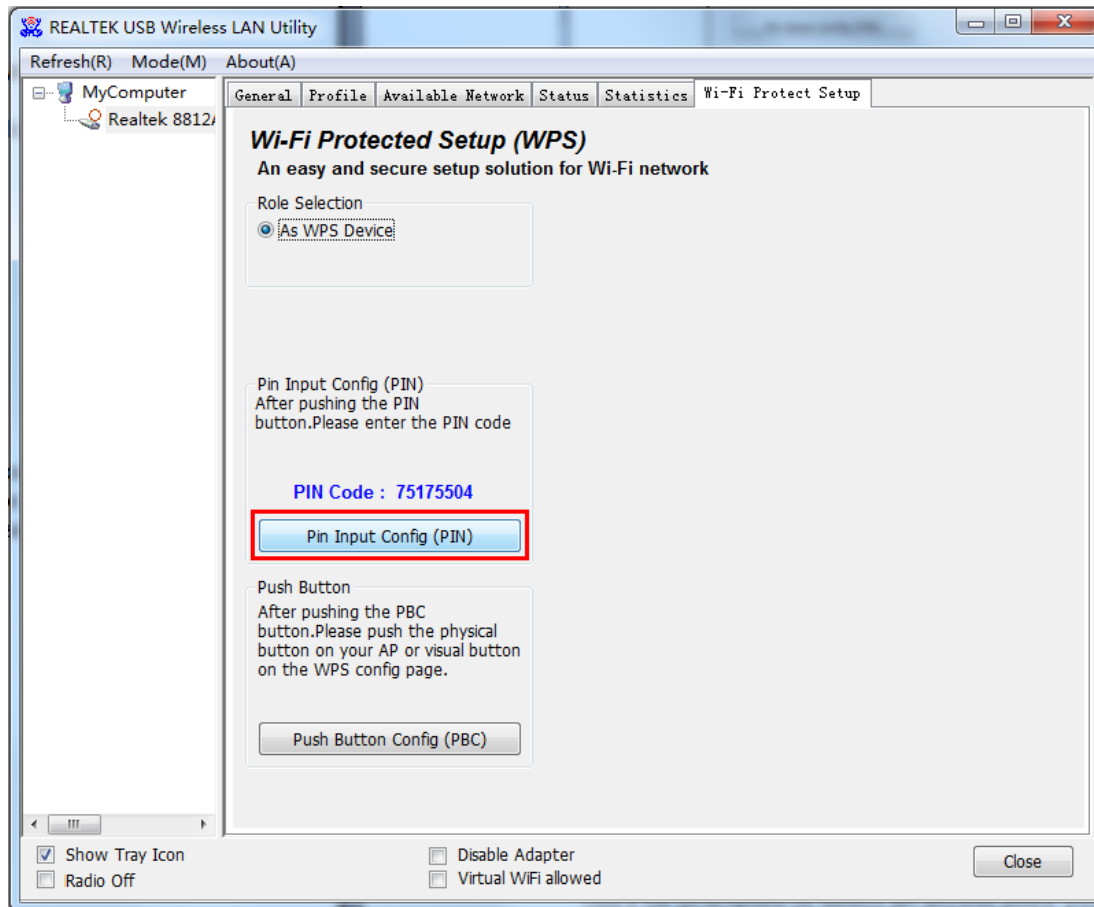 REALTEK USB Wireless LAN Utility
Refresh(R) Mode(M) About(A)
MyComputer
Realtek 8812A
General Profile Available Network Status Statistics Wi-Fi Protect Setup
Wi-Fi Protected Setup (WPS)
An easy and secure setup solution for Wi-Fi network
Role Selection
As WPS Device
Pin Input Config (PIN)
After pushing the PIN
button.Please enter the PIN code
PIN Code : 75175504
Pin Input Config (PIN)
Push Button
After pushing the PBC
button.Please push the physical
button on your AP or visual button
on the WPS config page.
Push Button Config (PBC)
Show Tray Icon
Radio Off
Disable Adapter
Virtual WiFi allowed
Close